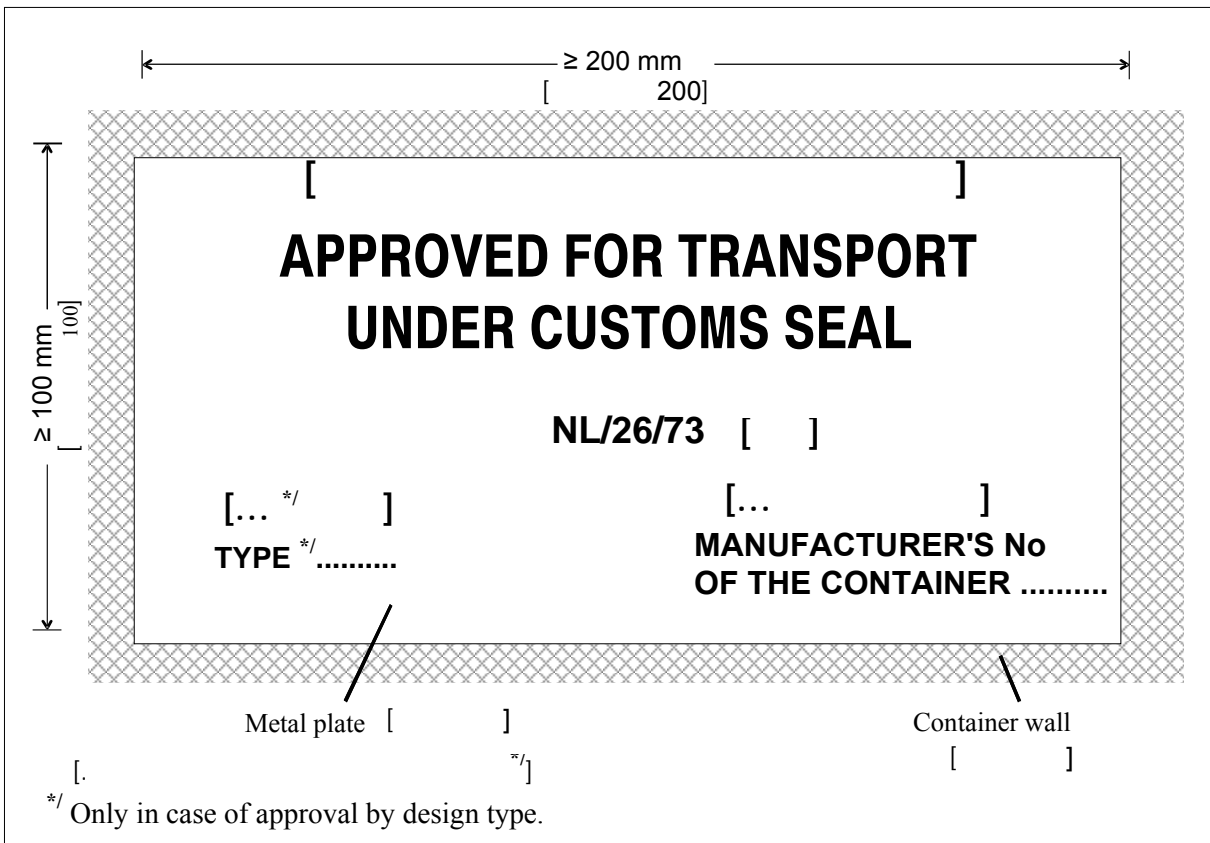 ≥ 200 mm
[ 200]
≥ 100 mm
[ 100]
[ ]
APPROVED FOR TRANSPORT
UNDER CUSTOMS SEAL
NL/26/73 [ ]
[... */ ]
TYPE */..........
[... ]
MANUFACTURER'S No
OF THE CONTAINER ..........
Metal plate [ ]
Container wall
[ ]
[. */]
*/ Only in case of approval by design type.